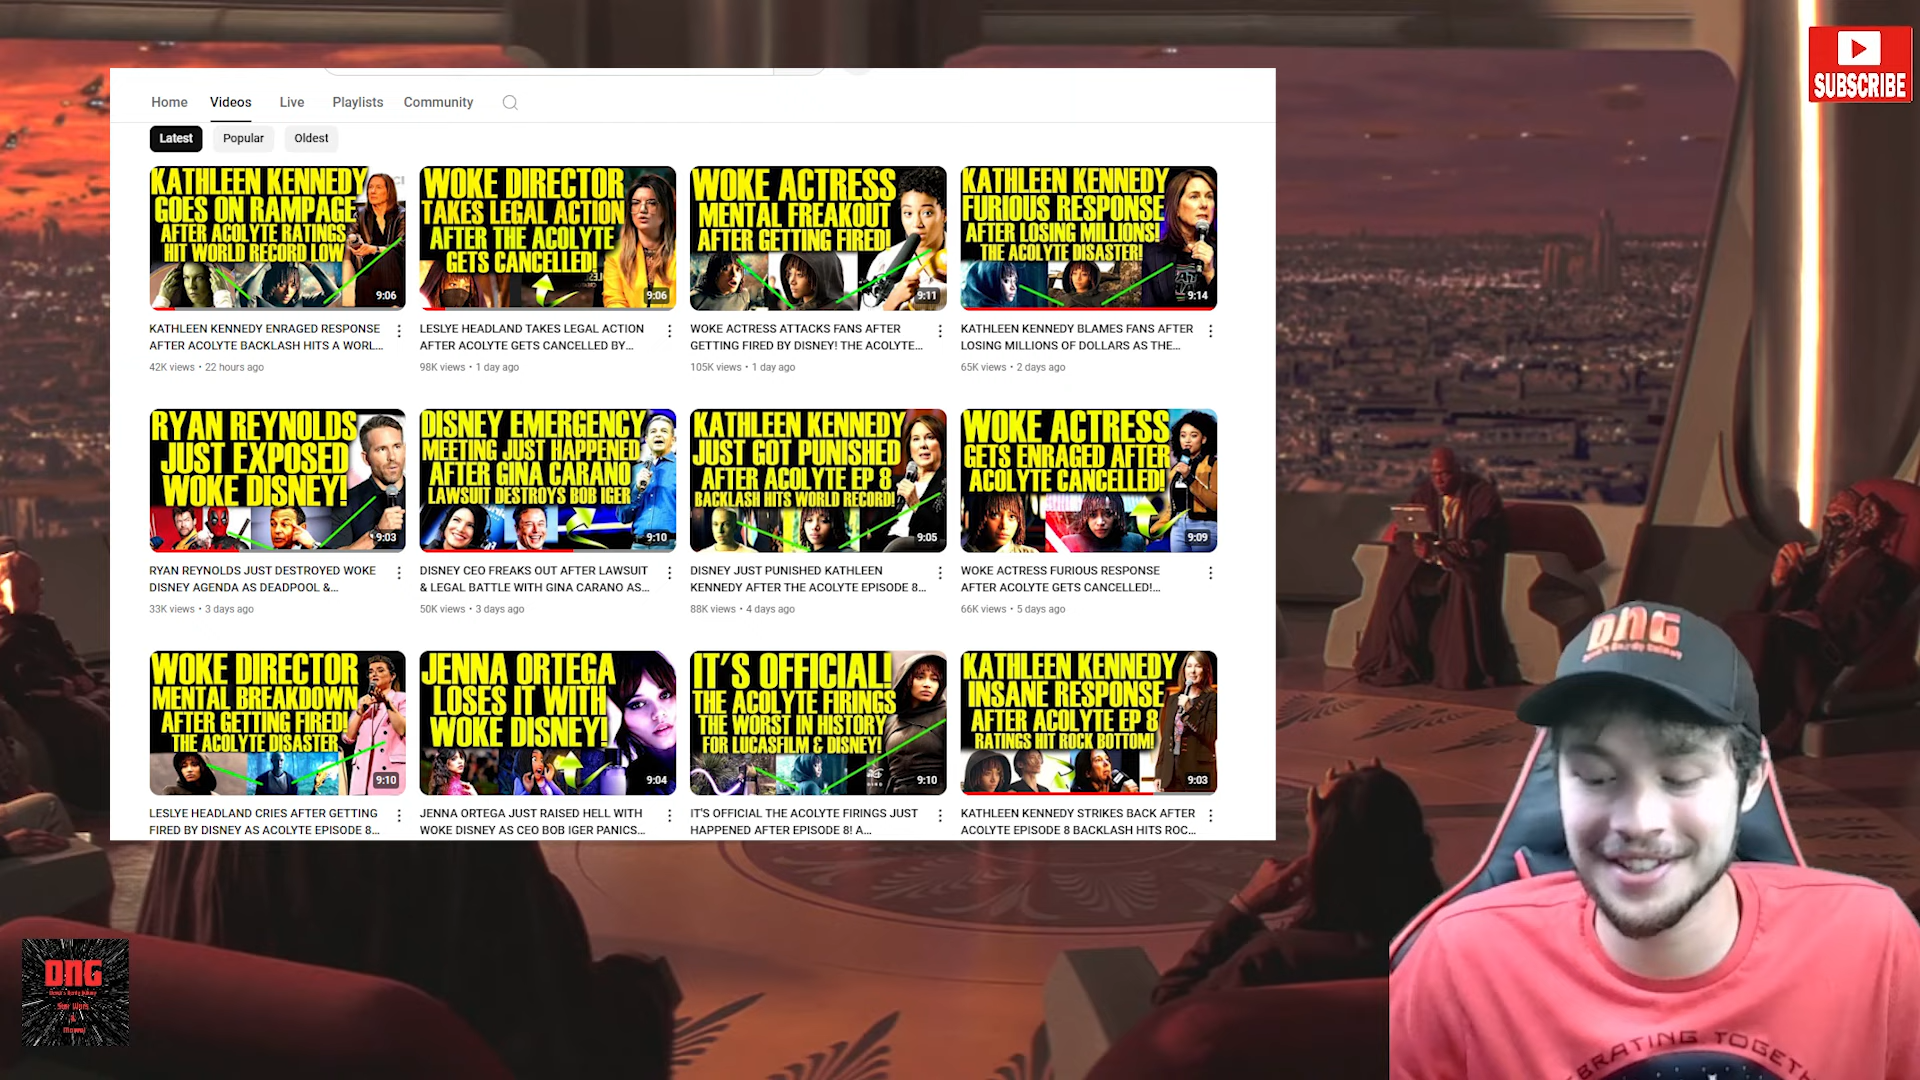 SUBSCRIBE
Home Videos Live Playlists Community
Latest Popular Oldest
KATHLEEN KENNEDY
GOES ON RAMPAGE
AFTER ACOLYTE RATINGS
HIT WORLD RECORD LOW
9:06
WOKE DIRECTOR
TAKES LEGAL ACTION
AFTER THE ACOLYTE
GETS CANCELLED!
9:06
WOKE ACTRESS
MENTAL FREAKOUT
AFTER GETTING FIRED!
9:11
KATHLEEN KENNEDY
FURIOUS RESPONSE
AFTER LOSING MILLIONS!
THE ACOLYTE DISASTER!
9:14
KATHLEEN KENNEDY ENRAGED RESPONSE
AFTER ACOLYTE BACKLASH HITS A WORL...
42K views • 22 hours ago
LESLYE HEADLAND TAKES LEGAL ACTION
AFTER ACOLYTE GETS CANCELLED BY...
98K views • 1 day ago
WOKE ACTRESS ATTACKS FANS AFTER
GETTING FIRED BY DISNEY! THE ACOLYTE...
105K views • 1 day ago
KATHLEEN KENNEDY BLAMES FANS AFTER
LOSING MILLIONS OF DOLLARS AS THE...
65K views • 2 days ago
RYAN REYNOLDS
JUST EXPOSED
WOKE DISNEY!
9:03
DISNEY EMERGENCY
MEETING JUST HAPPENED
AFTER GINA CARANO
LAWSUIT DESTROYS BOB IGER
9:10
KATHLEEN KENNEDY
JUST GOT PUNISHED
AFTER ACOLYTE EP 8
BACKLASH HITS WORLD RECORD!
9:05
WOKE ACTRESS
GETS ENRAGED AFTER
ACOLYTE CANCELLED!
9:09
RYAN REYNOLDS JUST DESTROYED WOKE
DISNEY AGENDA AS DEADPOOL &...
33K views • 3 days ago
DISNEY CEO FREAKS OUT AFTER LAWSUIT
& LEGAL BATTLE WITH GINA CARANO AS...
50K views • 3 days ago
DISNEY JUST PUNISHED KATHLEEN
KENNEDY AFTER THE ACOLYTE EPISODE 8...
88K views • 4 days ago
WOKE ACTRESS FURIOUS RESPONSE
AFTER ACOLYTE GETS CANCELLED!...
66K views • 5 days ago
WOKE DIRECTOR
MENTAL BREAKDOWN
AFTER GETTING FIRED!
THE ACOLYTE DISASTER
9:10
JENNA ORTEGA
LOSES IT WITH
WOKE DISNEY!
9:04
IT'S OFFICIAL!
THE ACOLYTE FIRINGS
THE WORST IN HISTORY
FOR LUCASFILM & DISNEY!
9:10
KATHLEEN KENNEDY
INSANE RESPONSE
AFTER ACOLYTE EP 8
RATINGS HIT ROCK BOTTOM!
9:03
LESLYE HEADLAND CRIES AFTER GETTING
FIRED BY DISNEY AS ACOLYTE EPISODE 8...
JENNA ORTEGA JUST RAISED HELL WITH
WOKE DISNEY AS CEO BOB IGER PANICS...
IT'S OFFICIAL THE ACOLYTE FIRINGS JUST
HAPPENED AFTER EPISODE 8! A...
KATHLEEN KENNEDY STRIKES BACK AFTER
ACOLYTE EPISODE 8 BACKLASH HITS ROC...
DNG
DNG
Star Wars
&
Marvel
BRATING TOGETH